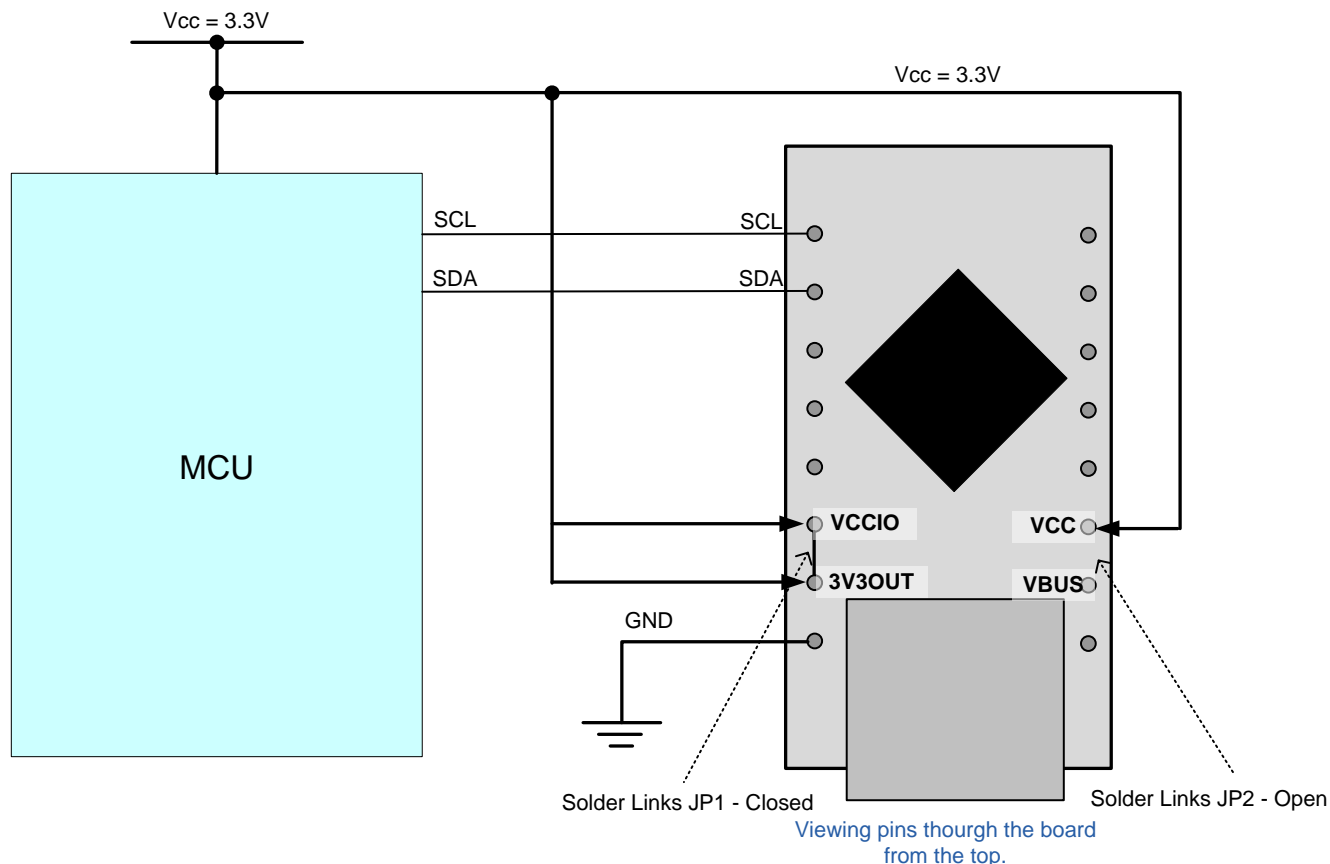 Vcc = 3.3V
Vcc = 3.3V
SCL
SCL
SDA
SDA
MCU
VCCIO
VCC
3V3OUT
VBUS
GND
Solder Links JP1 - Closed
Solder Links JP2 - Open
Viewing pins thourgh the board
from the top.